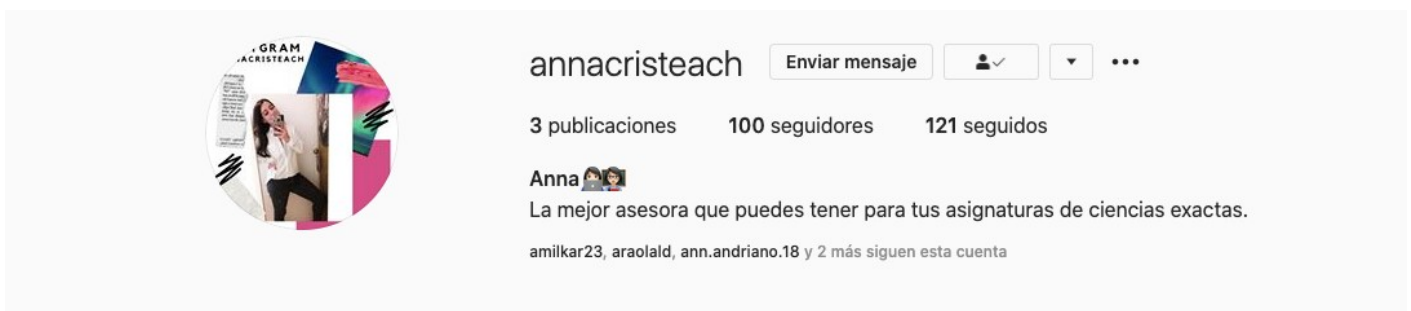 GRAM
ACRISTEACH
annacristeach Enviar mensaje
3 publicaciones 100 seguidores 121 seguidos
Anna👩🏻‍💻👩🏻‍🏫
La mejor asesora que puedes tener para tus asignaturas de ciencias exactas.
amilkar23, araolald, ann.andriano.18 y 2 más siguen esta cuenta